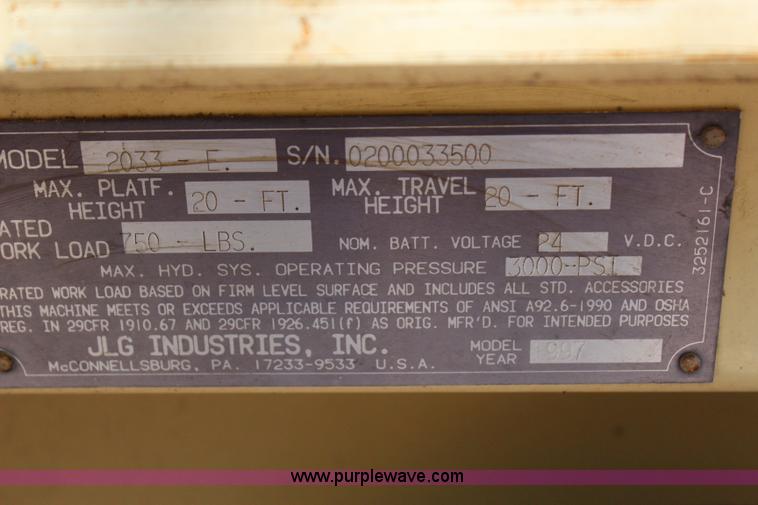 MODEL 2033 - E. S/N. 0200033500
MAX. PLATF. HEIGHT 20 - FT. MAX. TRAVEL HEIGHT 20 - FT.
RATED WORK LOAD 750 - LBS. NOM. BATT. VOLTAGE 24 V.D.C.
MAX. HYD. SYS. OPERATING PRESSURE 3000-PSI
RATED WORK LOAD BASED ON FIRM LEVEL SURFACE AND INCLUDES ALL STD. ACCESSORIES
THIS MACHINE MEETS OR EXCEEDS APPLICABLE REQUIREMENTS OF ANSI A92.6-1990 AND OSHA
REG. IN 29CFR 1910.67 AND 29CFR 1926.451(f) AS ORIG. MFR'D. FOR INTENDED PURPOSES
JLG INDUSTRIES, INC.
McCONNELLSBURG, PA. 17233-9533 U.S.A.
MODEL YEAR 1997
3252161-C
www.purplewave.com